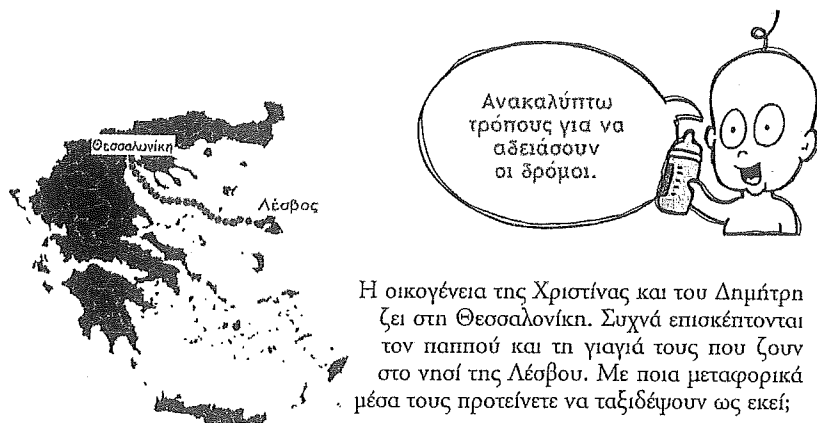 Ανακαλύπτω
τρόπους για να
αδειάσουν
οι δρόμοι.
Θεσσαλωνίκη
Λέσβος
Η οικογένεια της Χριστίνας και του Δημήτρη
ζει στη Θεσσαλονίκη. Συχνά επισκέπτονται
τον παππού και τη γιαγιά τους που ζουν
στο νησί της Λέσβου. Με ποια μεταφορικά
μέσα τους προτείνετε να ταξιδέψουν ως εκεί;